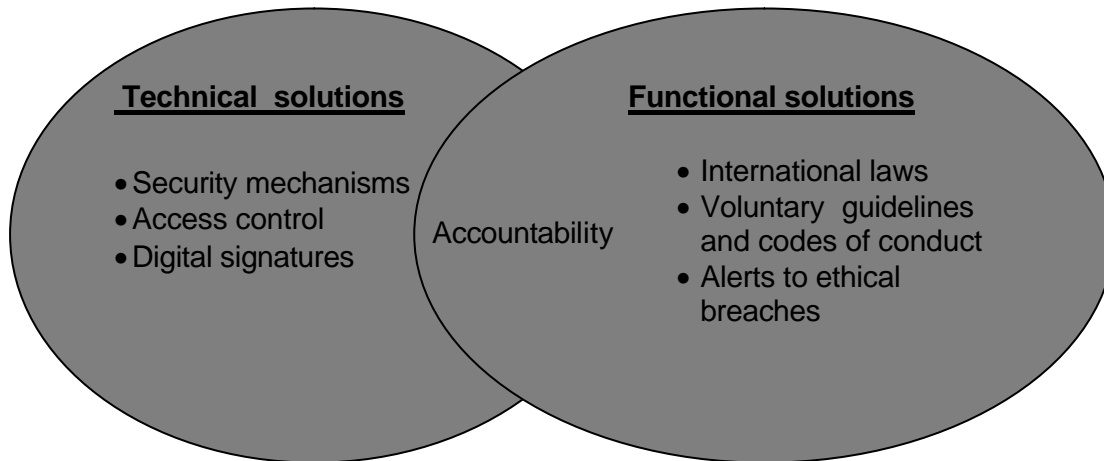 Technical solutions
• Security mechanisms
• Access control
• Digital signatures
Accountability
Functional solutions
• International laws
• Voluntary guidelines
and codes of conduct
• Alerts to ethical
breaches